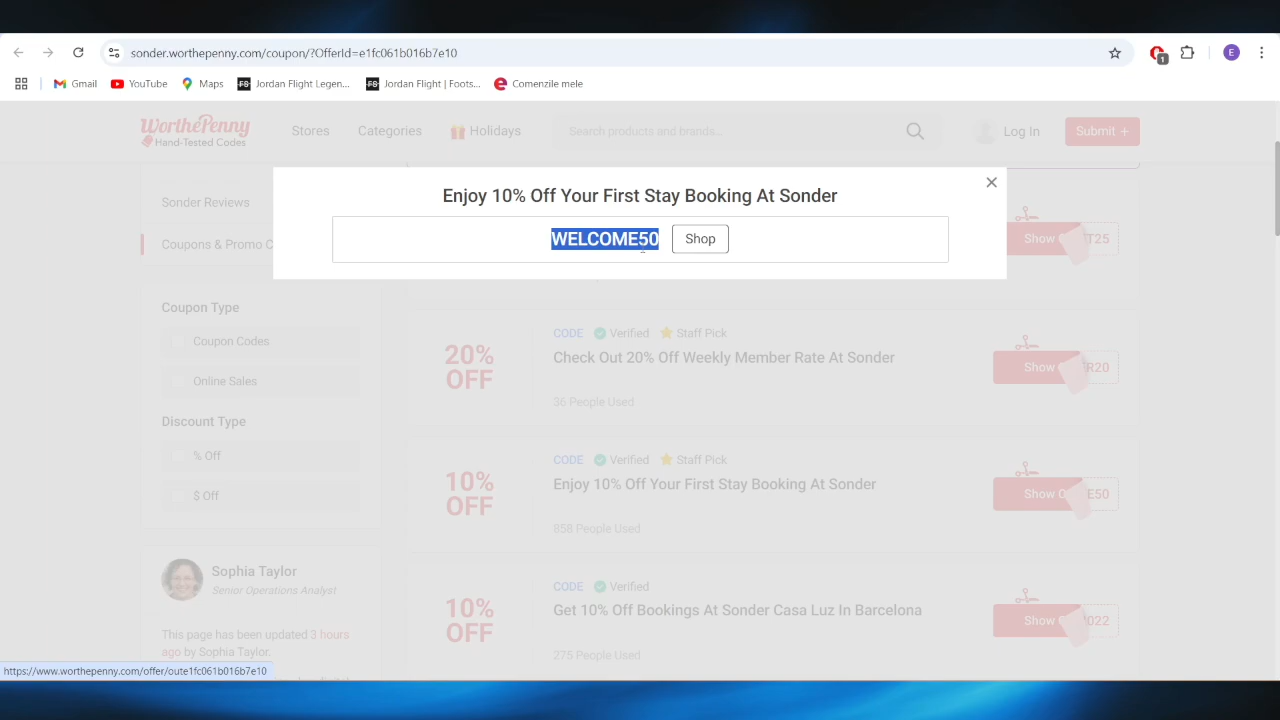 sonder.worthepenny.com/coupon/?OfferId=e1fc061b016b7e10
1
E
Gmail
YouTube
Maps
FS
Jordan Flight Legen...
FS
Jordan Flight | Foots...
Comenzile mele
WorthePenny
Hand-Tested Codes
Stores
Categories
Holidays
Search products and brands...
Log In
Submit +
Enjoy 10% Off Your First Stay Booking At Sonder
WELCOME50
Shop
Sonder Reviews
Coupons & Promo C
Show
T25
Coupon Type
Coupon Codes
Online Sales
Discount Type
% Off
$ Off
20%
OFF
CODE
Verified
Staff Pick
Check Out 20% Off Weekly Member Rate At Sonder
36 People Used
Show
R20
10%
OFF
CODE
Verified
Staff Pick
Enjoy 10% Off Your First Stay Booking At Sonder
858 People Used
Show
E50
10%
OFF
CODE
Verified
Get 10% Off Bookings At Sonder Casa Luz In Barcelona
275 People Used
Show
022
Sophia Taylor
Senior Operations Analyst
This page has been updated 3 hours
ago by Sophia Taylor.
https://www.worthepenny.com/offer/oute1fc061b016b7e10